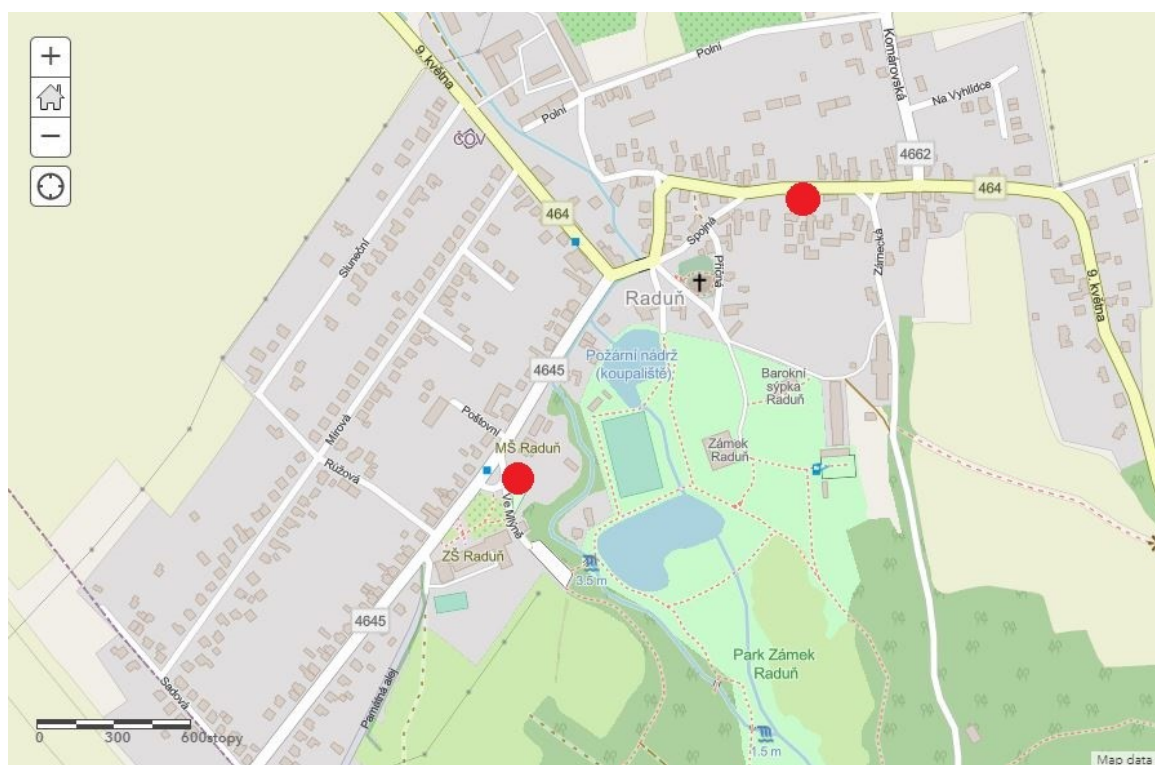 +
−
9. května
Polní
Polní
Komárovská
Na Vyhlídce
ČOV
4662
464
464
Sluneční
Spojná
Příčná
Zámecká
9. května
Raduň
4645
Požární nádrž
(koupaliště)
Barokní
sýpka
Raduň
Mírová
Poštovní
MŠ Raduň
Zámek
Raduň
Růžová
Ve Mlýně
ZŠ Raduň
3.5 m
4645
Park Zámek
Raduň
Sadová
Památná alej
0 300 600stopy
1.5 m
Map data